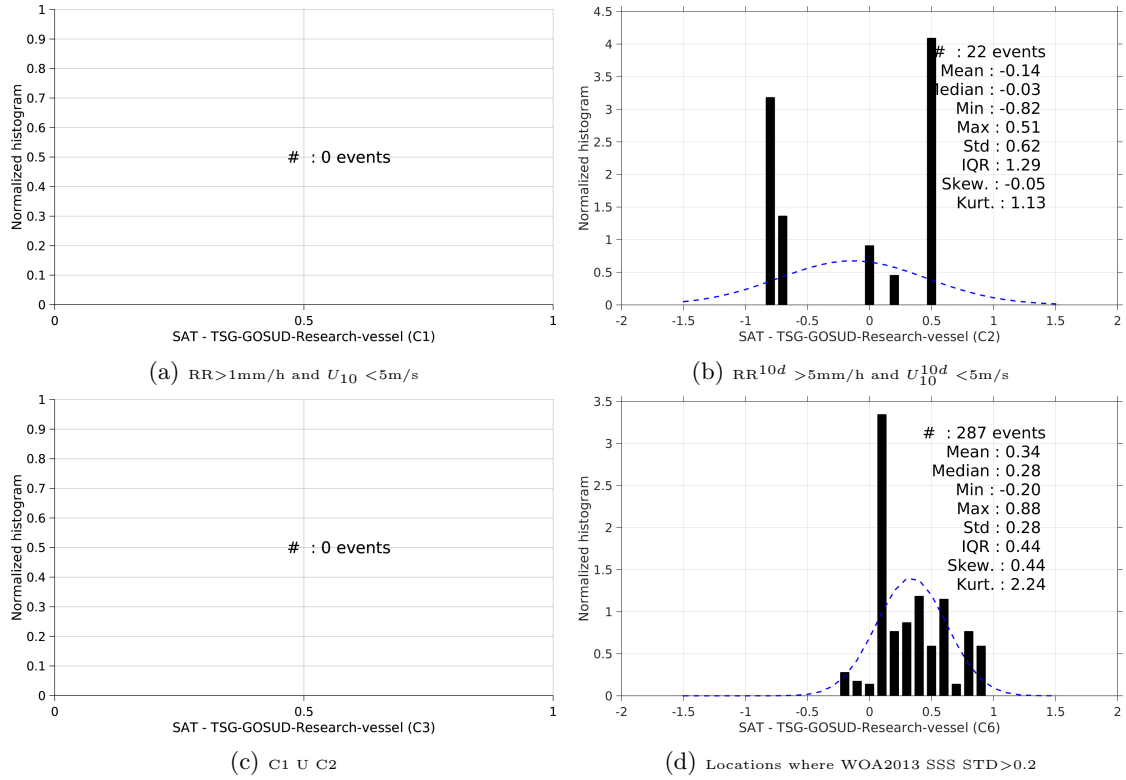 1
0.9
0.8
0.7
0.6
0.5
0.4
0.3
0.2
0.1
0
Normalized histogram
# : 0 events
0 0.5 1
SAT - TSG-GOSUD-Research-vessel (C1)
(a) RR>1mm/h and U10 <5m/s
4.5
4
3.5
3
2.5
2
1.5
1
0.5
0
Normalized histogram
# : 22 events
Mean : -0.14
Median : -0.03
Min : -0.82
Max : 0.51
Std : 0.62
IQR : 1.29
Skew. : -0.05
Kurt. : 1.13
-2 -1.5 -1 -0.5 0 0.5 1 1.5 2
SAT - TSG-GOSUD-Research-vessel (C2)
(b) RR^10d >5mm/h and U10^10d <5m/s
1
0.9
0.8
0.7
0.6
0.5
0.4
0.3
0.2
0.1
0
Normalized histogram
# : 0 events
0 0.5 1
SAT - TSG-GOSUD-Research-vessel (C3)
(c) C1 U C2
3.5
3
2.5
2
1.5
1
0.5
0
Normalized histogram
# : 287 events
Mean : 0.34
Median : 0.28
Min : -0.20
Max : 0.88
Std : 0.28
IQR : 0.44
Skew. : 0.44
Kurt. : 2.24
-2 -1.5 -1 -0.5 0 0.5 1 1.5 2
SAT - TSG-GOSUD-Research-vessel (C6)
(d) Locations where WOA2013 SSS STD>0.2